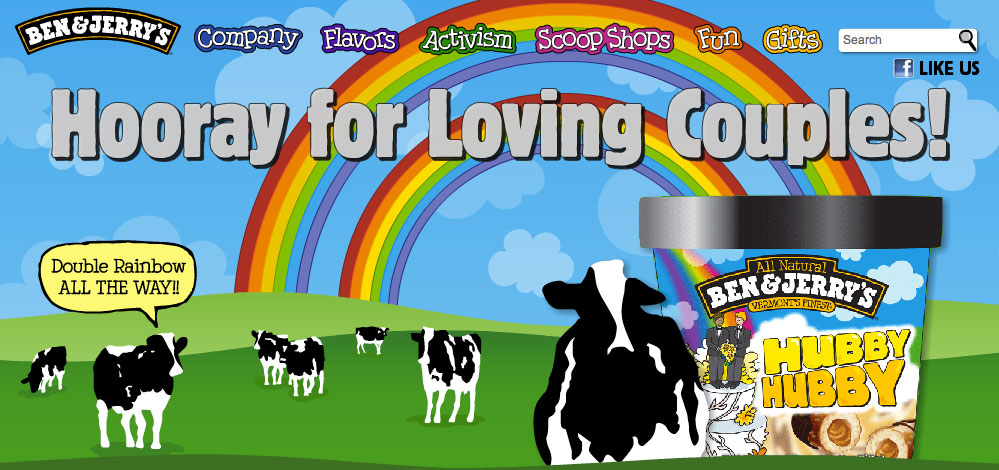 BEN & JERRY'S
Company Flavors Activism Scoop Shops Fun Gifts Search
f LIKE US
Hooray for Loving Couples!
Double Rainbow
ALL THE WAY!!
All Natural
BEN & JERRY'S
VERMONT'S FINEST
HUBBY
HUBBY